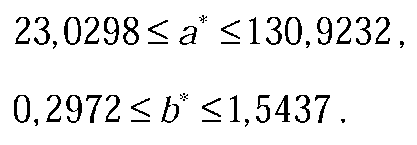 23,0298 ≤ a* ≤ 130,9232,
0,2972 ≤ b* ≤ 1,5437.